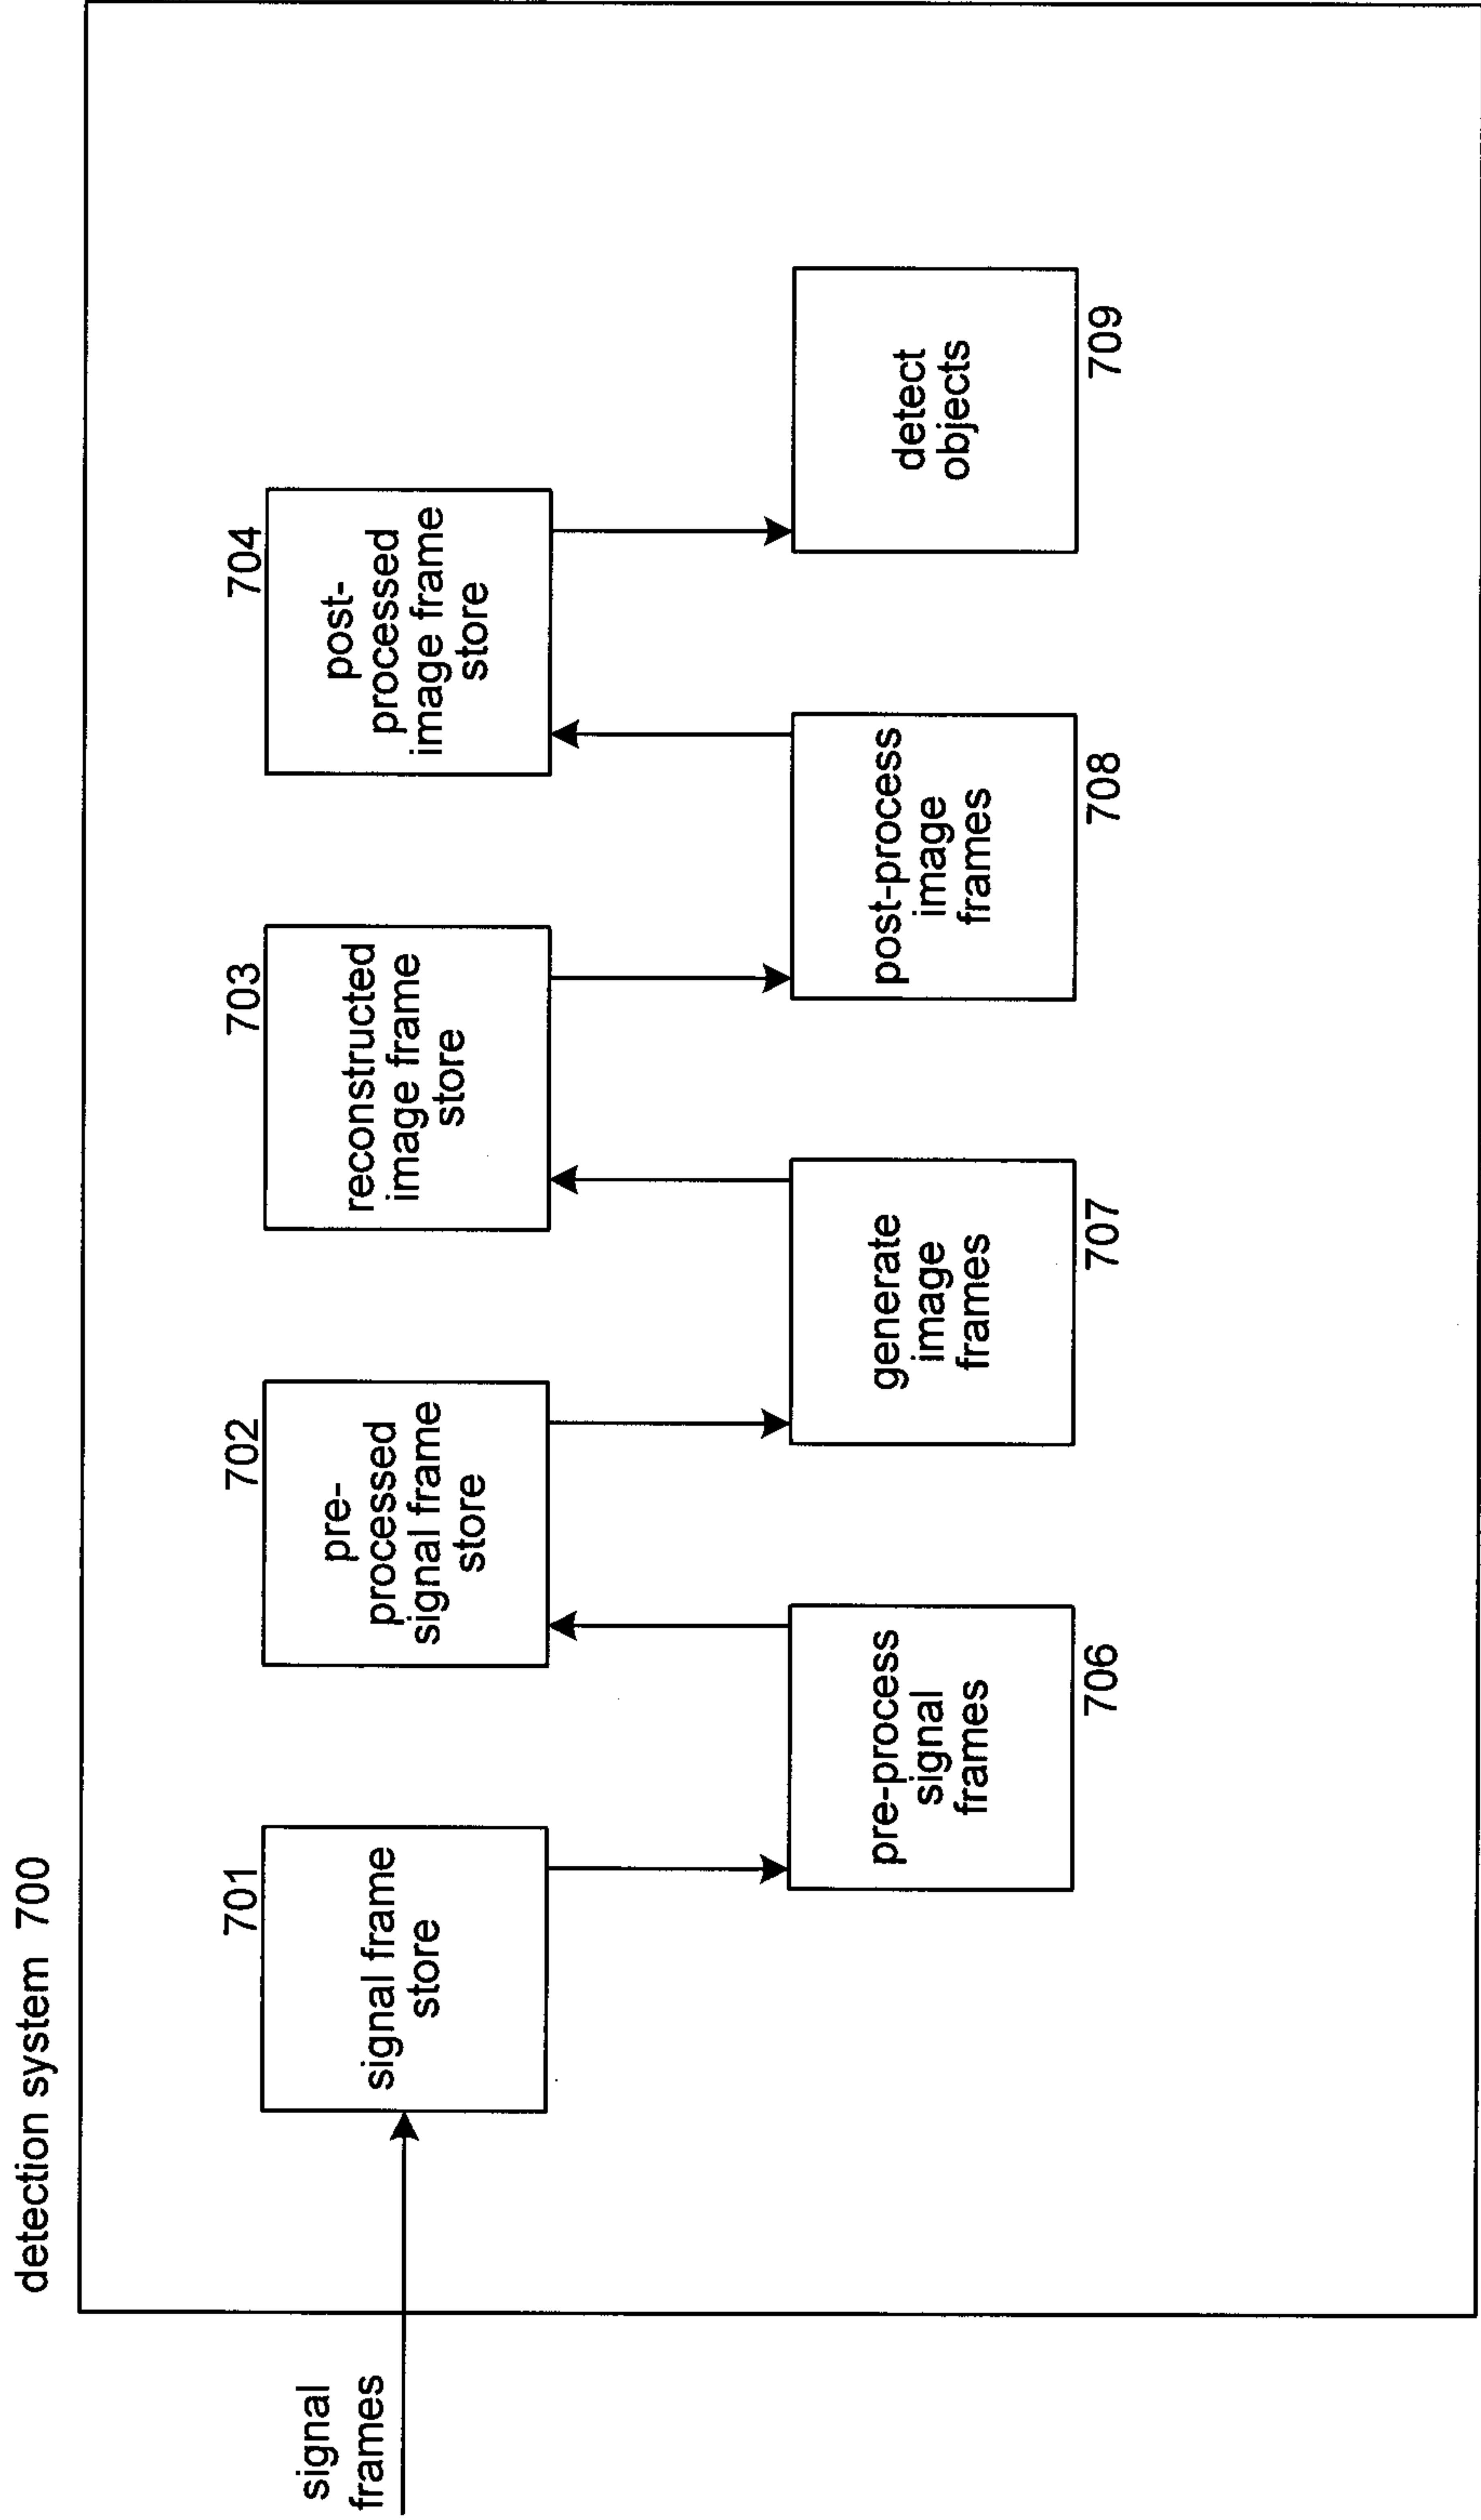 detection system 700
signal
frames
701
signal frame
store
702
pre-
processed
signal frame
store
703
reconstructed
image frame
store
704
post-
processed
image frame
store
pre-process
signal
frames
706
generate
image
frames
707
post-process
image
frames
708
detect
objects
709